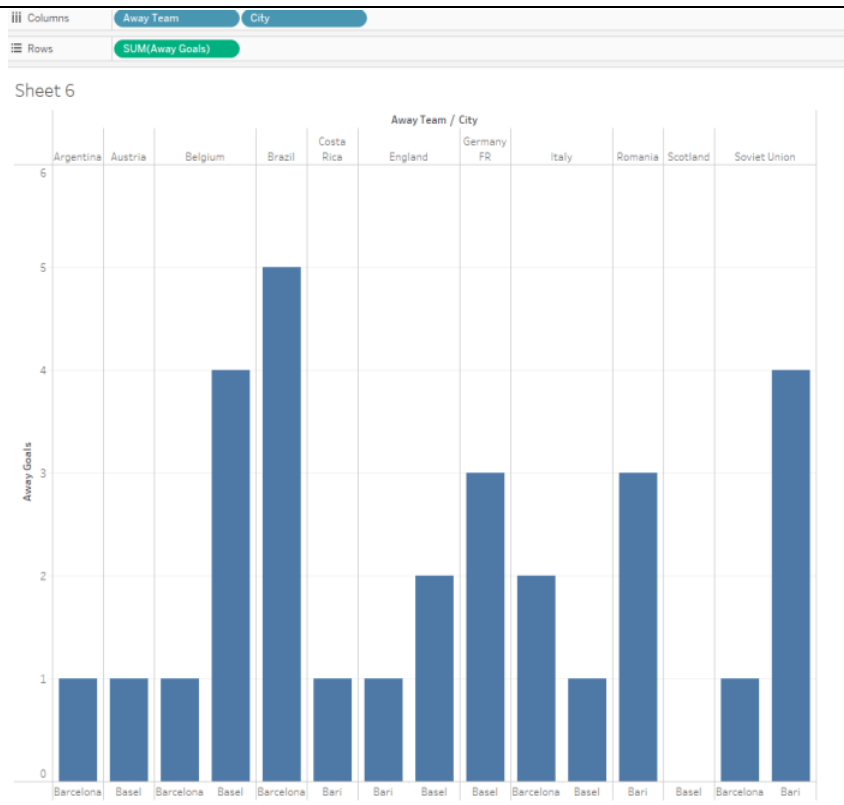 Columns Away Team City
Rows SUM(Away Goals)
Sheet 6
Away Team / City
Argentina Austria Belgium Brazil Costa Rica England Germany FR Italy Romania Scotland Soviet Union
6
5
4
3
2
1
0
Away Goals
Barcelona Basel Barcelona Basel Barcelona Bari Bari Basel Basel Barcelona Basel Bari Basel Barcelona Bari